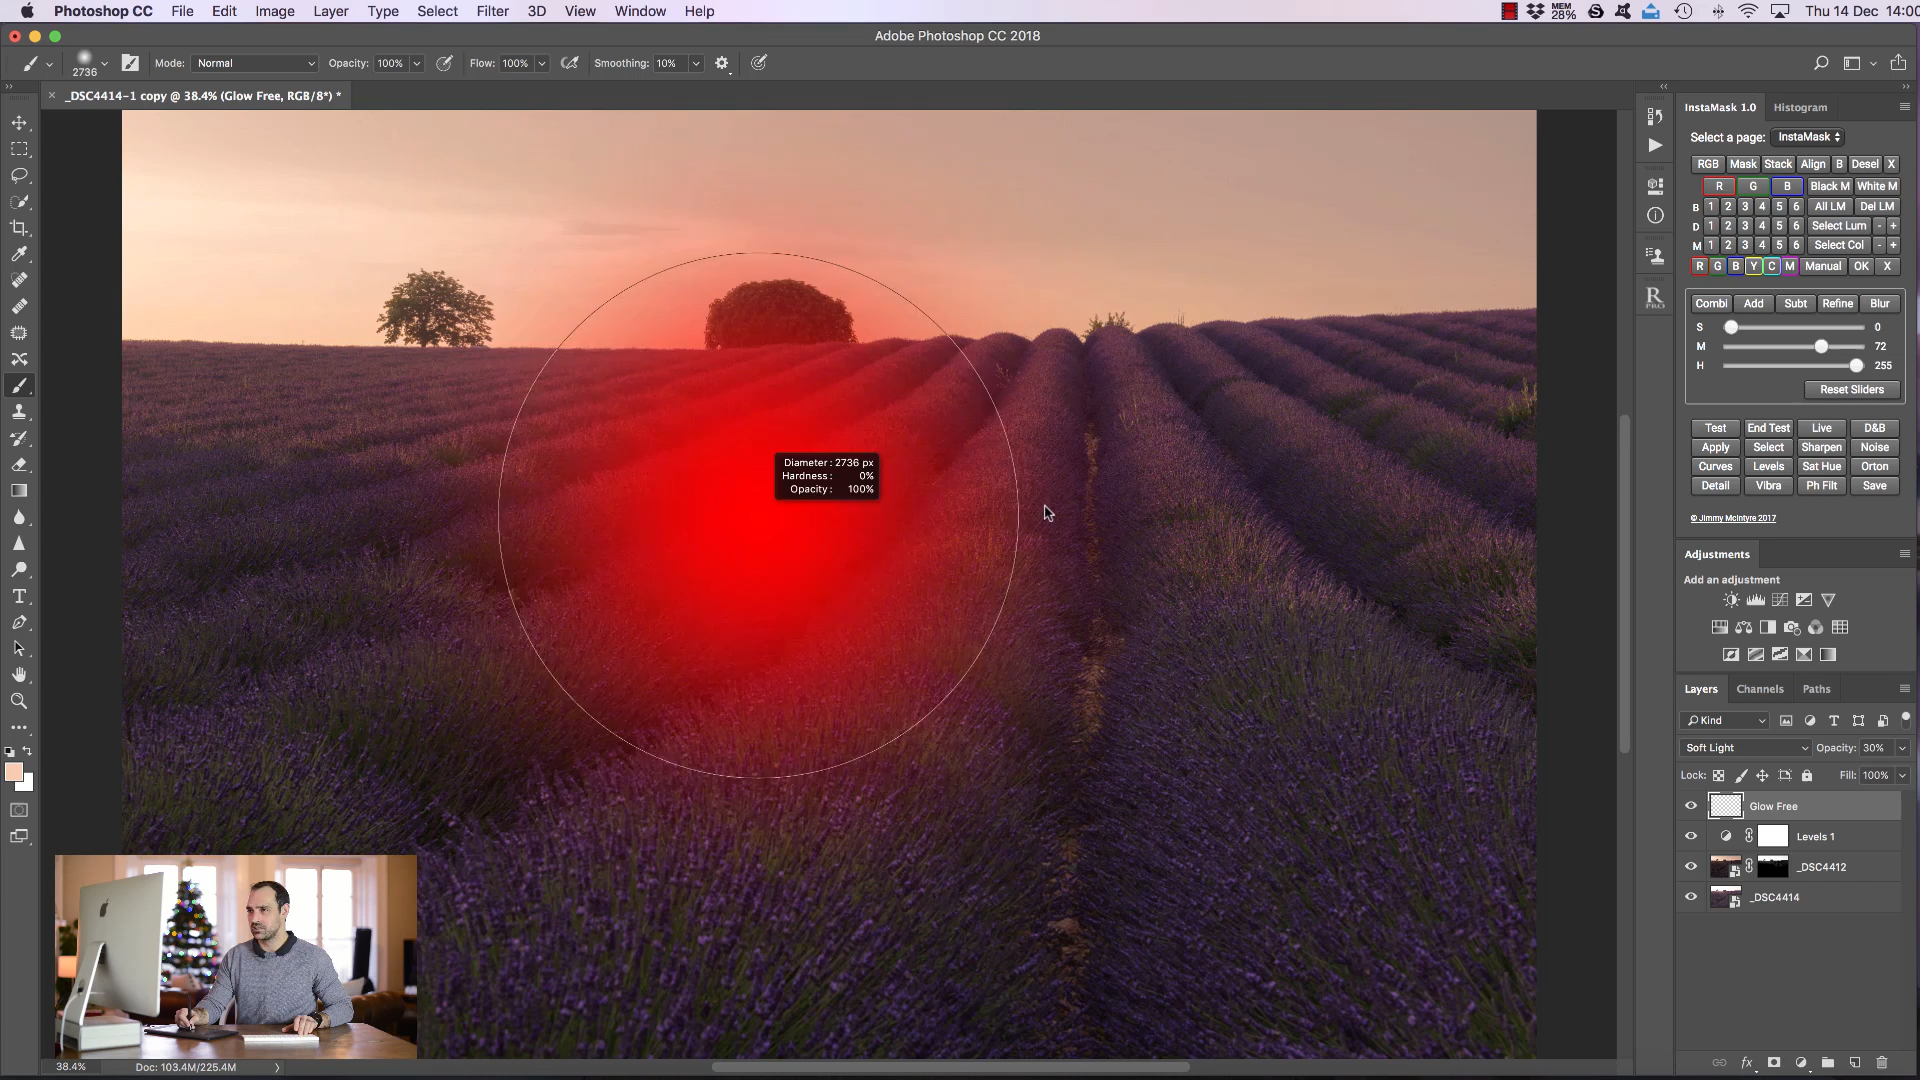 Photoshop CC File Edit Image Layer Type Select Filter 3D View Window Help MEM 28% Thu 14 Dec 14:00
Adobe Photoshop CC 2018
2736 Mode: Normal Opacity: 100% Flow: 100% Smoothing: 10%
_DSC4414-1 copy @ 38.4% (Glow Free, RGB/8*) *
InstaMask 1.0 Histogram
Select a page: InstaMask
RGB Mask Stack Align B Desel X
R G B Black M White M
B 1 2 3 4 5 6 All LM Del LM
D 1 2 3 4 5 6 Select Lum - +
M 1 2 3 4 5 6 Select Col - +
R G B Y C M Manual OK X
Combi Add Subt Refine Blur
S 0
M 72
H 255
Reset Sliders
Test End Test Live D&B
Apply Select Sharpen Noise
Curves Levels Sat Hue Orton
Detail Vibra Ph Filt Save
© Jimmy McIntyre 2017
R PRO
Diameter : 2736 px
Hardness : 0%
Opacity : 100%
Adjustments
Add an adjustment
Layers Channels Paths
Kind
Soft Light Opacity: 30%
Lock: Fill: 100%
Glow Free
Levels 1
_DSC4412
_DSC4414
38.4% Doc: 103.4M/225.4M